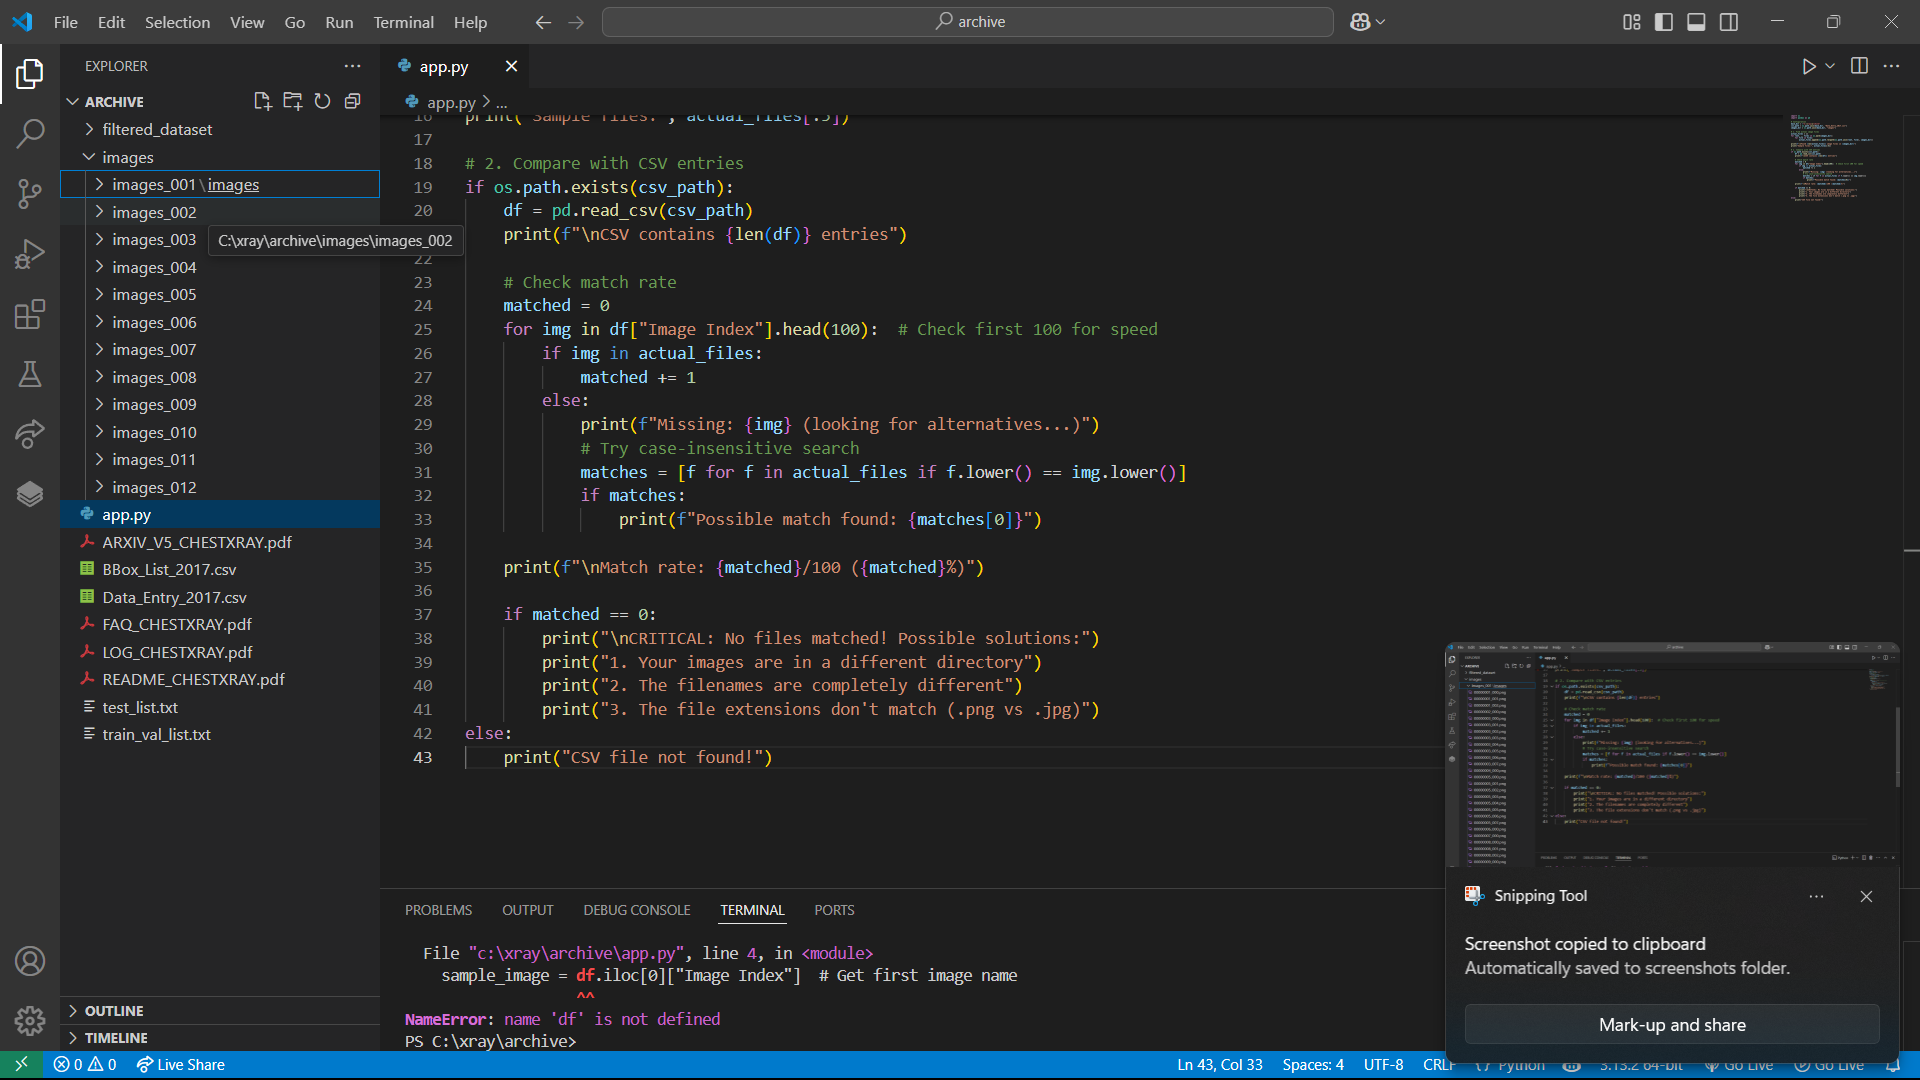 File Edit Selection View Go Run Terminal Help
archive
EXPLORER
ARCHIVE
filtered_dataset
images
images_001\images
images_002
images_003
images_004
images_005
images_006
images_007
images_008
images_009
images_010
images_011
images_012
app.py
ARXIV_V5_CHESTXRAY.pdf
BBox_List_2017.csv
Data_Entry_2017.csv
FAQ_CHESTXRAY.pdf
LOG_CHESTXRAY.pdf
README_CHESTXRAY.pdf
test_list.txt
train_val_list.txt
OUTLINE
TIMELINE
C:\xray\archive\images\images_002
app.py
app.py > ...
16 print("Sample files:", actual_files[:5])
17
18 # 2. Compare with CSV entries
19 if os.path.exists(csv_path):
20 df = pd.read_csv(csv_path)
print(f"\nCSV contains {len(df)} entries")
22
23 # Check match rate
24 matched = 0
25 for img in df["Image Index"].head(100): # Check first 100 for speed
26 if img in actual_files:
27 matched += 1
28 else:
29 print(f"Missing: {img} (looking for alternatives...)")
30 # Try case-insensitive search
31 matches = [f for f in actual_files if f.lower() == img.lower()]
32 if matches:
33 print(f"Possible match found: {matches[0]}")
34
35 print(f"\nMatch rate: {matched}/100 ({matched}%)")
36
37 if matched == 0:
38 print("\nCRITICAL: No files matched! Possible solutions:")
39 print("1. Your images are in a different directory")
40 print("2. The filenames are completely different")
41 print("3. The file extensions don't match (.png vs .jpg)")
42 else:
43 print("CSV file not found!")
PROBLEMS OUTPUT DEBUG CONSOLE TERMINAL PORTS
File "c:\xray\archive\app.py", line 4, in <module>
sample_image = df.iloc[0]["Image Index"] # Get first image name
^^
NameError: name 'df' is not defined
PS C:\xray\archive>
Snipping Tool
Screenshot copied to clipboard
Automatically saved to screenshots folder.
Mark-up and share
0 0 Live Share
Ln 43, Col 33 Spaces: 4 UTF-8 CRLF {} Python 3.13.2 64-bit Go Live Go Live